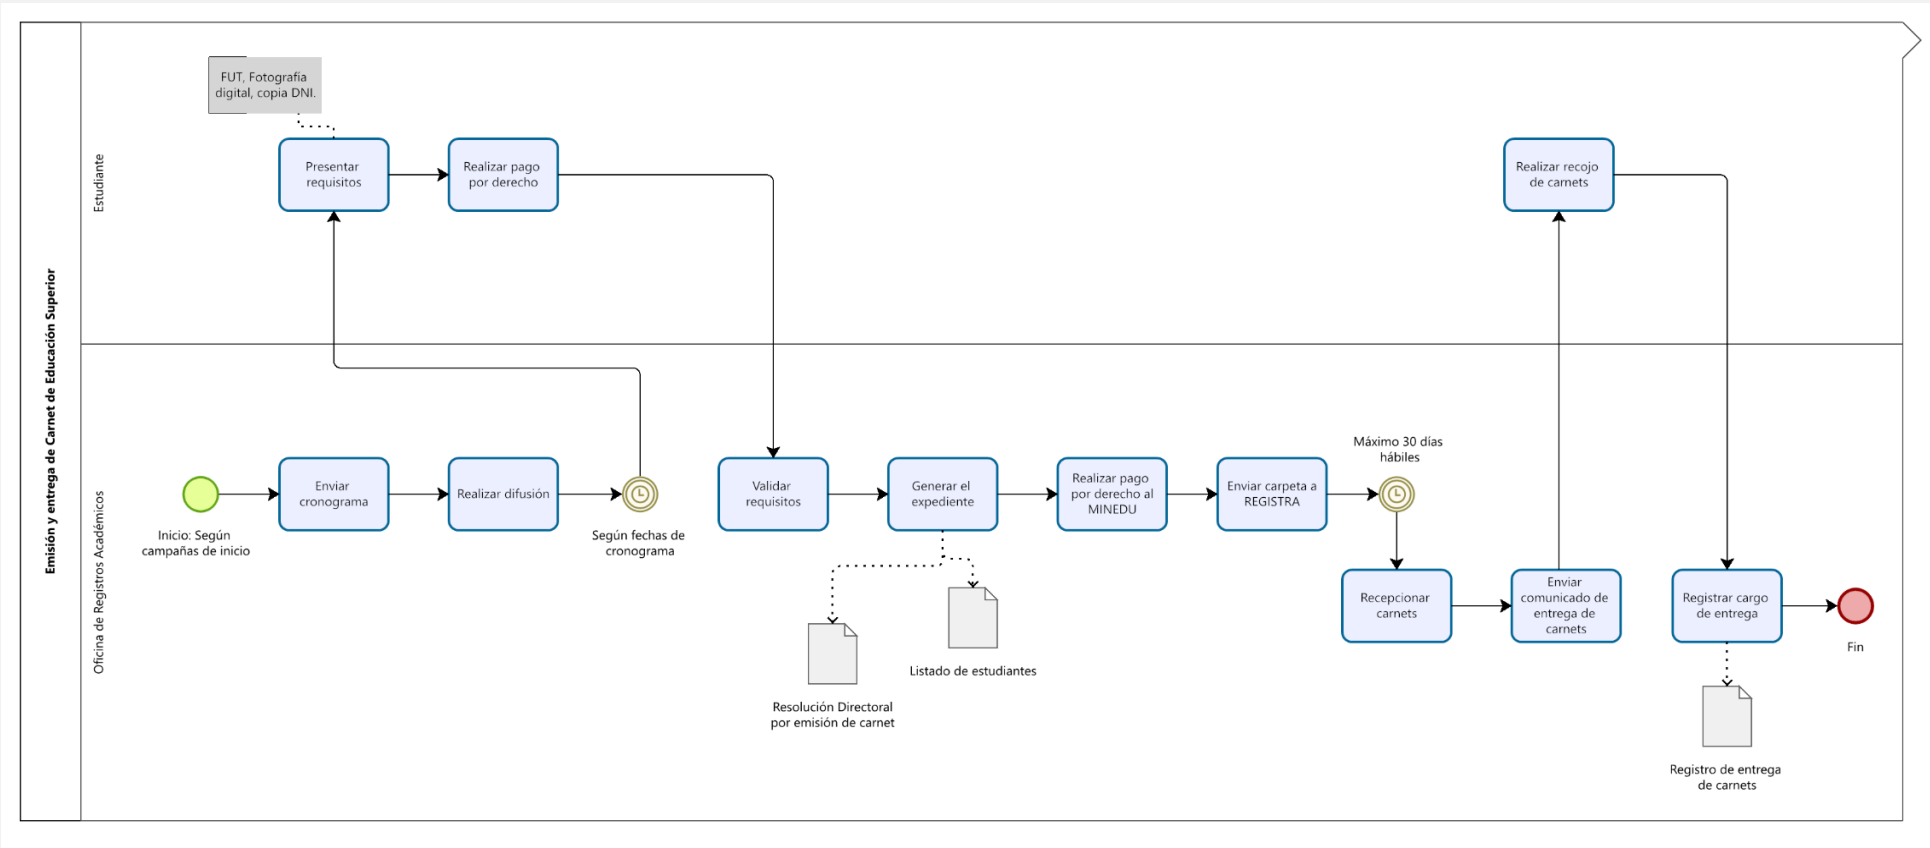 Emisión y entrega de Carnet de Educación Superior
Estudiante
FUT, Fotografía
digital, copia DNI.
Presentar
requisitos
Realizar pago
por derecho
Realizar recojo
de carnets
Oficina de Registros Académicos
Inicio: Según
campañas de inicio
Enviar
cronograma
Realizar difusión
Según fechas de
cronograma
Validar
requisitos
Generar el
expediente
Resolución Directoral
por emisión de carnet
Listado de estudiantes
Realizar pago
por derecho al
MINEDU
Enviar carpeta a
REGISTRA
Máximo 30 días
hábiles
Recepcionar
carnets
Enviar
comunicado de
entrega de
carnets
Registrar cargo
de entrega
Registro de entrega
de carnets
Fin